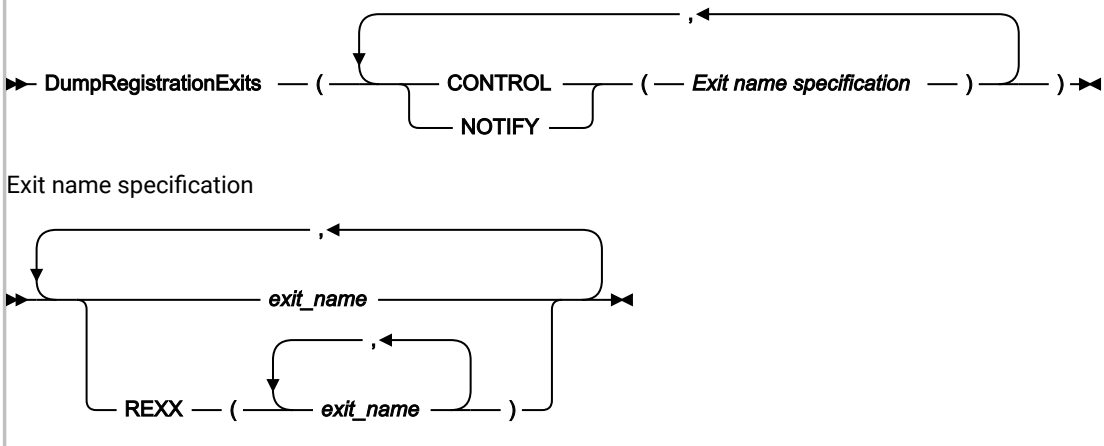 ,
DumpRegistrationExits ( CONTROL ( Exit name specification ) )
NOTIFY
Exit name specification
,
exit_name
,
REXX ( exit_name )